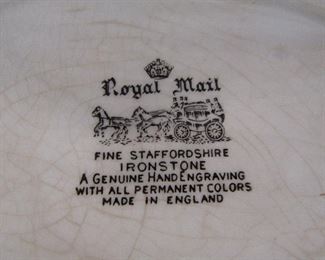 Royal Mail
FINE STAFFORDSHIRE
IRONSTONE
A GENUINE HAND ENGRAVING
WITH ALL PERMANENT COLORS
MADE IN ENGLAND